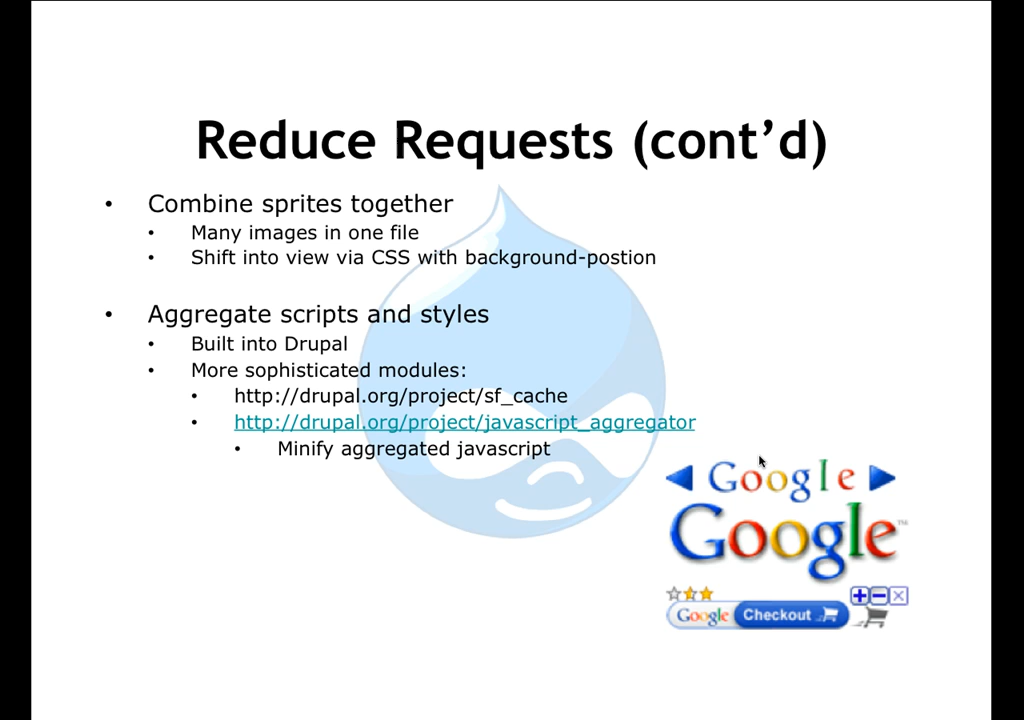 Reduce Requests (cont’d)
• Combine sprites together
• Many images in one file
• Shift into view via CSS with background-postion
• Aggregate scripts and styles
• Built into Drupal
• More sophisticated modules:
• http://drupal.org/project/sf_cache
• http://drupal.org/project/javascript_aggregator
• Minify aggregated javascript
Google
Google™
Google Checkout